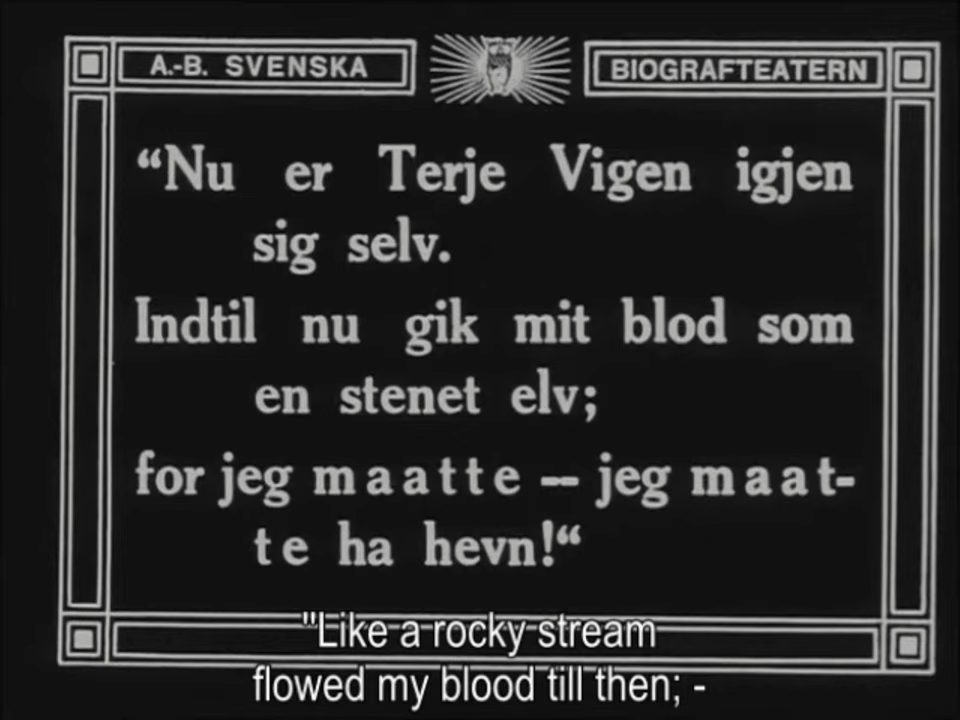 A.-B. SVENSKA BIOGRAFTEATERN
“Nu er Terje Vigen igjen
sig selv.
Indtil nu gik mit blod som
en stenet elv;
for jeg maatte — jeg maat-
te ha hevn!“
"Like a rocky stream
flowed my blood till then; -